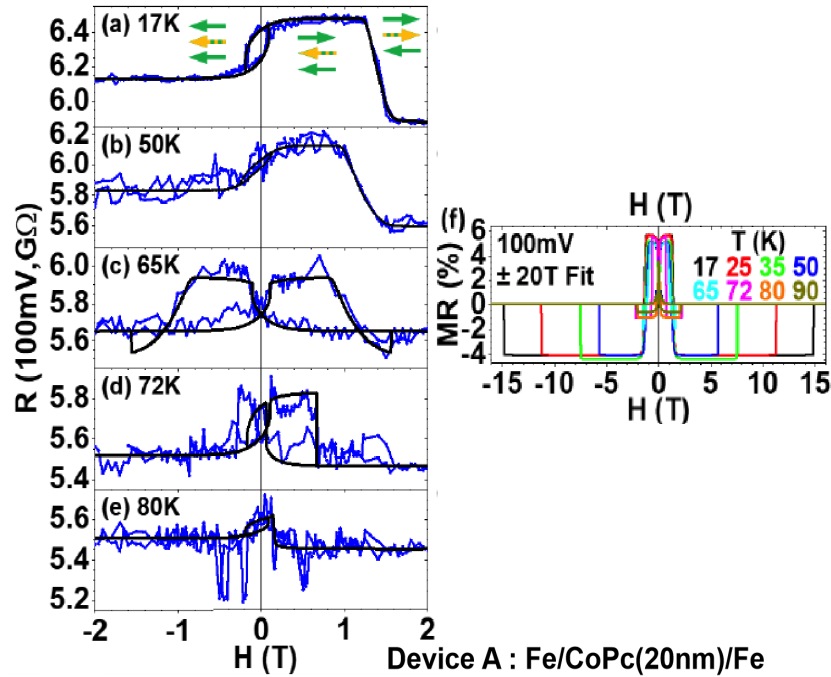 (a) 17K
6.4
6.2
6.0
(b) 50K
6.2
6.0
5.8
5.6
(c) 65K
6.0
5.8
5.6
(d) 72K
5.8
5.6
5.4
(e) 80K
5.6
5.4
5.2
R (100mV,GΩ)
-2 -1 0 1 2
H (T)
(f)
H (T)
100mV
± 20T Fit
T (K)
17 25 35 50
65 72 80 90
MR (%)
6
4
2
0
-2
-4
-15 -10 -5 0 5 10 15
H (T)
Device A : Fe/CoPc(20nm)/Fe